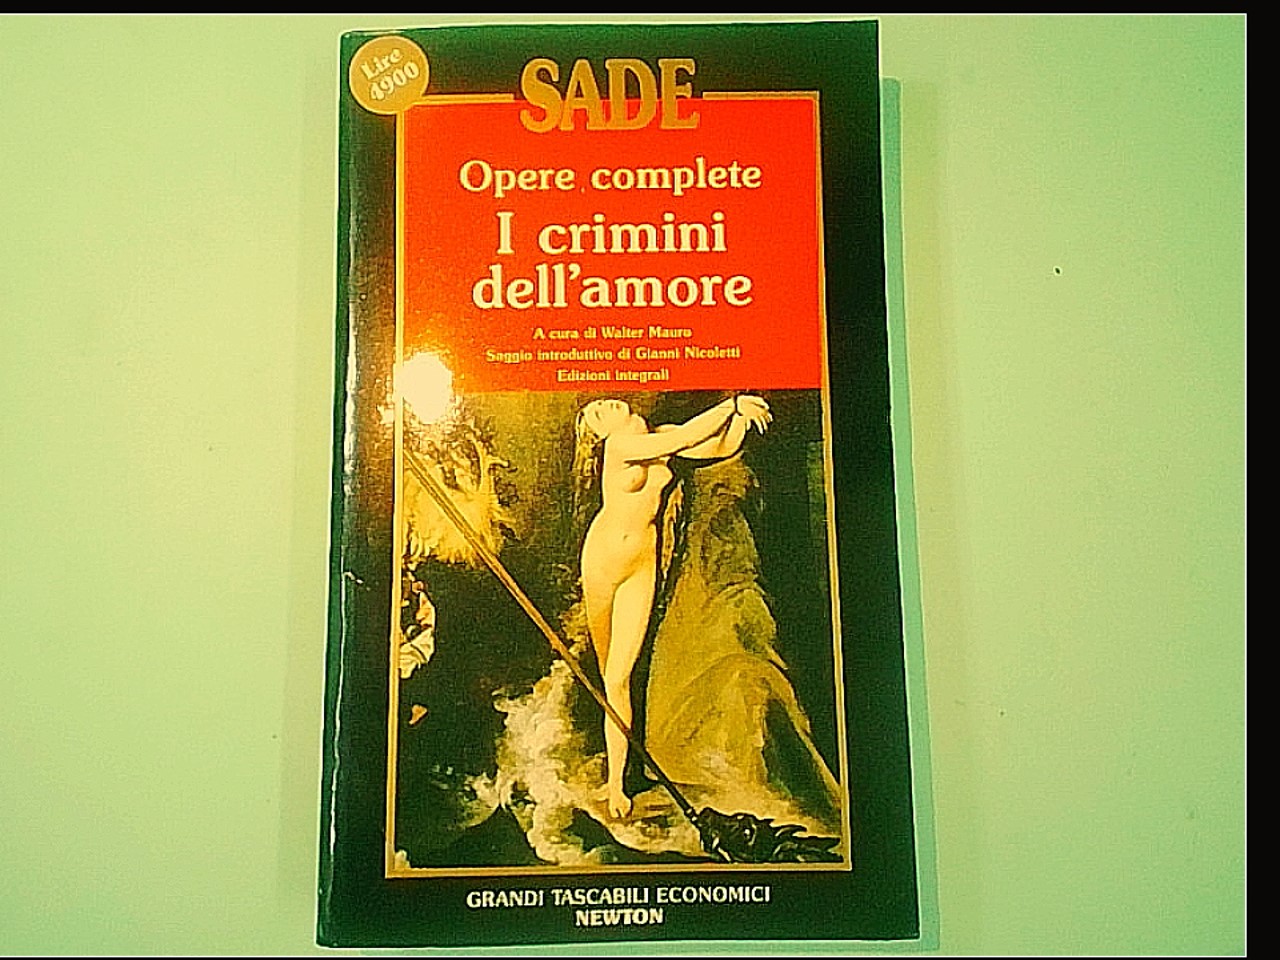 Lire
4900
SADE
Opere complete
I crimini
dell'amore
A cura di Walter Mauro
Saggio introduttivo di Gianni Nicoletti
Edizioni integrali
GRANDI TASCABILI ECONOMICI
NEWTON